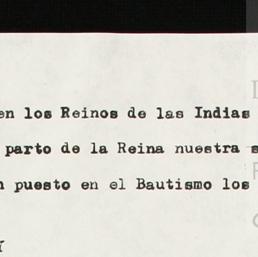 en los Reinos de las Indias
parto de la Reina nuestra s
n puesto en el Bautismo los